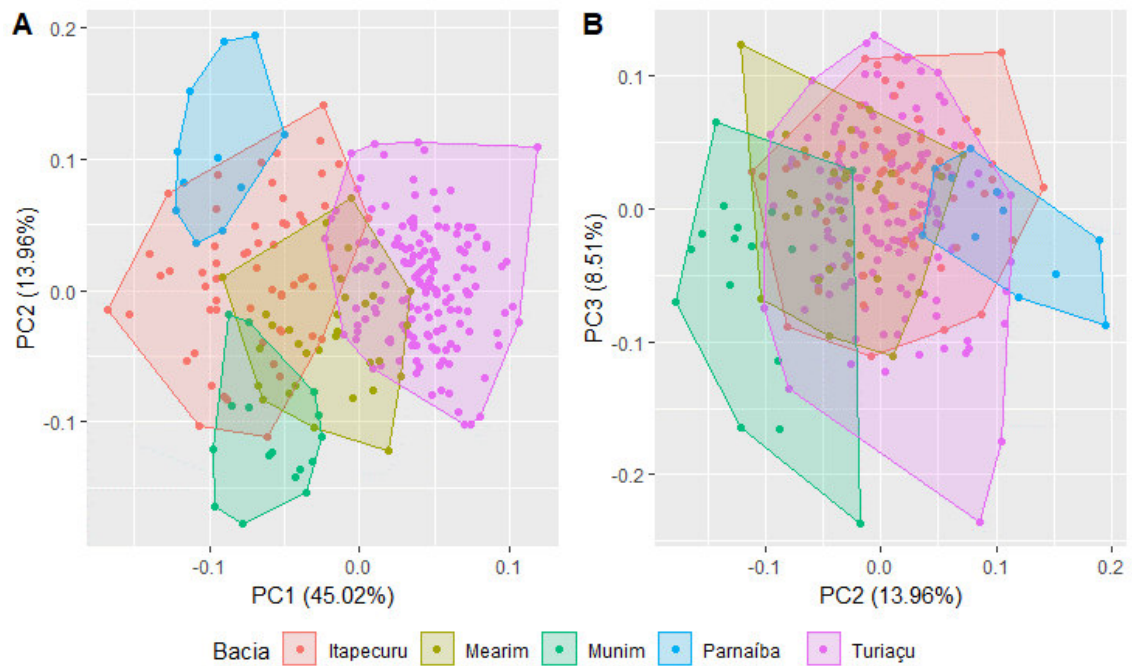 A
0.2
0.1
0.0
-0.1
PC2 (13.96%)
-0.1
0.0
0.1
PC1 (45.02%)
B
0.1
0.0
-0.1
-0.2
PC3 (8.51%)
-0.1
0.0
0.1
0.2
PC2 (13.96%)
Bacia Itapecuru Mearim Munim Parnaíba Turiaçu